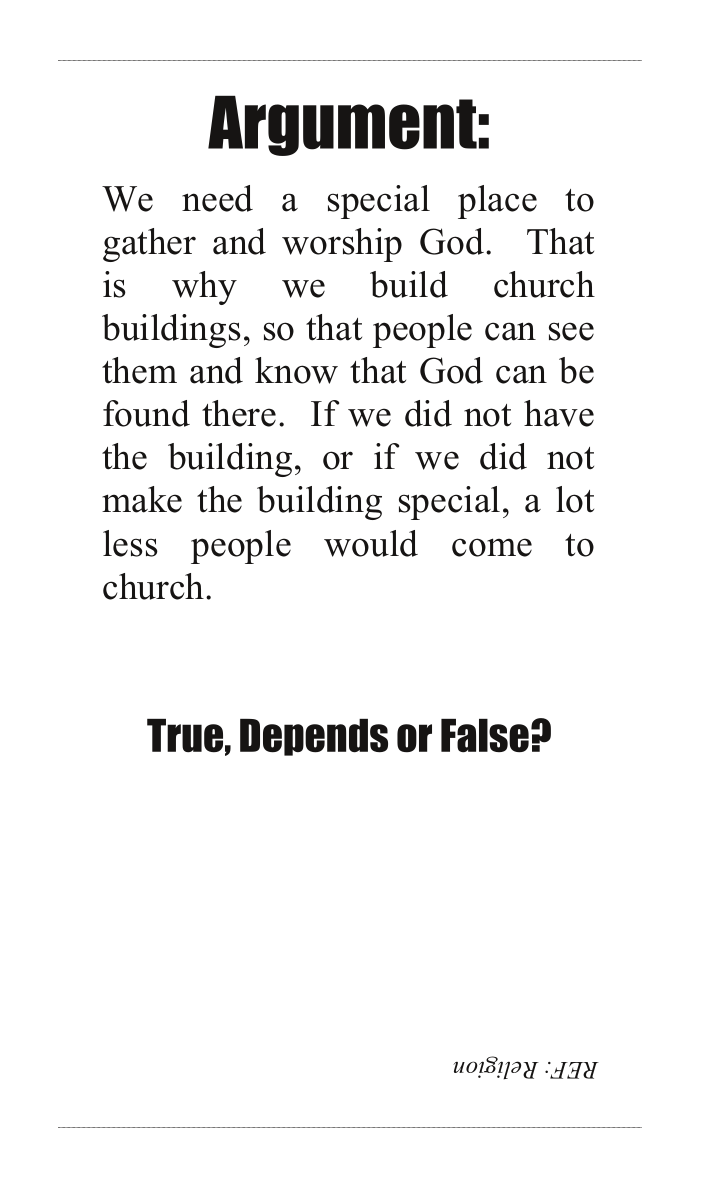 Argument:
We need a special place to
gather and worship God.  That
is why we build church
buildings, so that people can see
them and know that God can be
found there.  If we did not have
the building, or if we did not
make the building special, a lot
less people would come to
church.
True, Depends or False?
REF: Religion